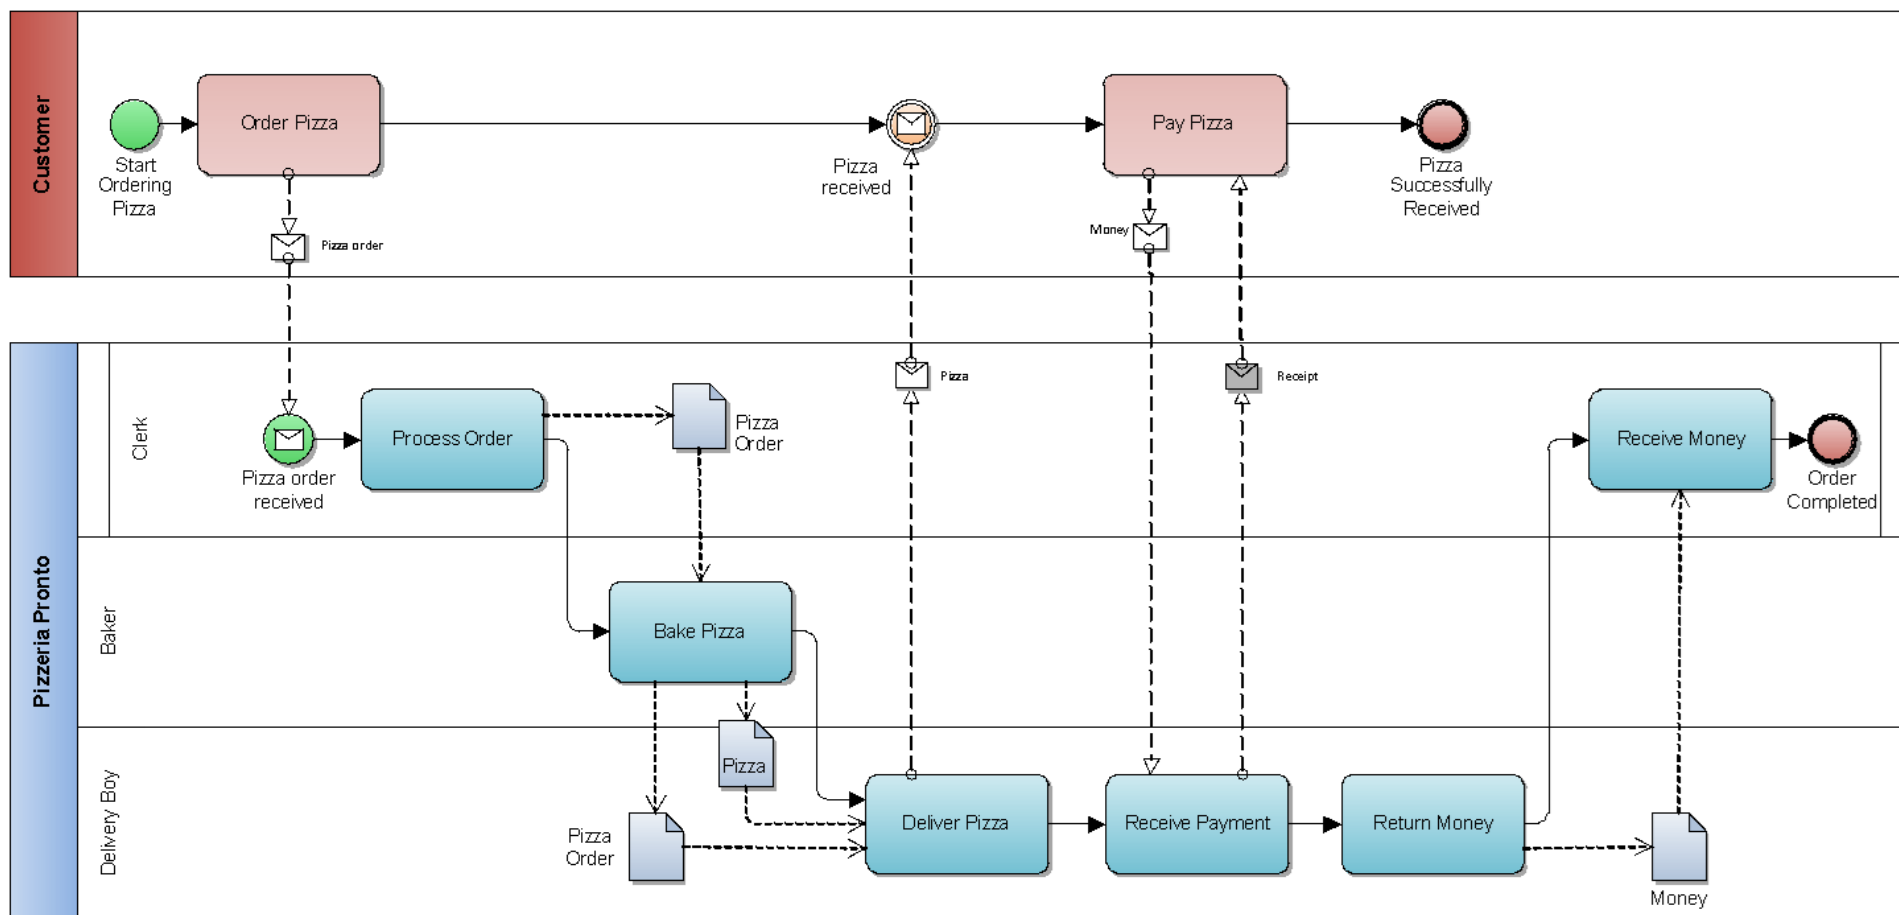 Customer
Order Pizza
Pay Pizza
Start
Ordering
Pizza
Pizza
received
Pizza
Successfully
Received
Pizza order
Money
Pizzeria Pronto
Clerk
Pizza
Receipt
Process Order
Pizza
Order
Receive Money
Pizza order
received
Order
Completed
Baker
Bake Pizza
Delivery Boy
Pizza
Pizza
Order
Deliver Pizza
Receive Payment
Return Money
Money